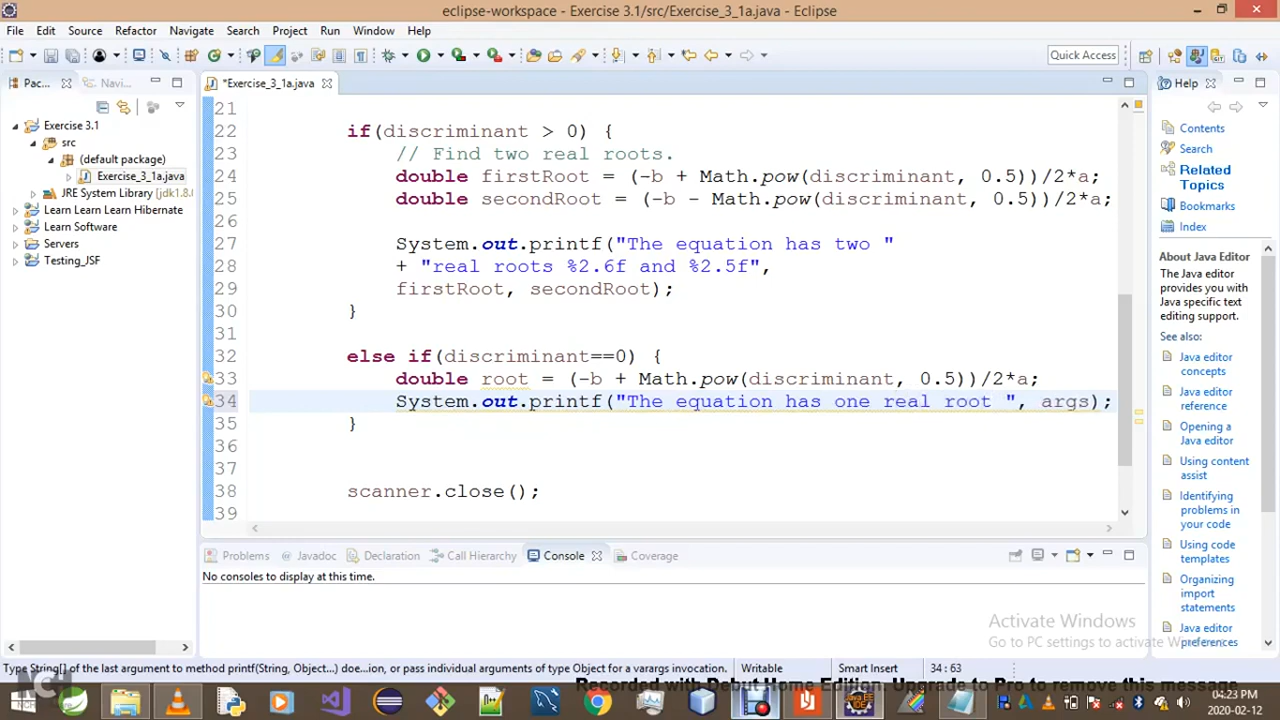 eclipse-workspace - Exercise 3.1/src/Exercise_3_1a.java - Eclipse
File Edit Source Refactor Navigate Search Project Run Window Help
Quick Access
Pac... Navi...
*Exercise_3_1a.java
Help
Exercise 3.1
src
(default package)
Exercise_3_1a.java
JRE System Library [jdk1.8.
Learn Learn Learn Hibernate
Learn Software
Servers
Testing_JSF
21
22 if(discriminant > 0) {
23 // Find two real roots.
24 double firstRoot = (-b + Math.pow(discriminant, 0.5))/2*a;
25 double secondRoot = (-b - Math.pow(discriminant, 0.5))/2*a;
26
27 System.out.printf("The equation has two "
28 + "real roots %2.6f and %2.5f",
29 firstRoot, secondRoot);
30 }
31
32 else if(discriminant==0) {
33 double root = (-b + Math.pow(discriminant, 0.5))/2*a;
34 System.out.printf("The equation has one real root ", args);
35 }
36
37
38 scanner.close();
39
Contents
Search
Related
Topics
Bookmarks
Index
About Java Editor
The Java editor
provides you with
Java specific text
editing support.
See also:
Java editor
concepts
Java editor
reference
Opening a
Java editor
Using content
assist
Identifying
problems in
your code
Using code
templates
Organizing
import
statements
Java editor
preferences
Problems Javadoc Declaration Call Hierarchy Console Coverage
No consoles to display at this time.
Activate Windows
Go to PC settings to activate Windows.
Type String[] of the last argument to method printf(String, Object...) doe...ion, or pass individual arguments of type Object for a varargs invocation.
Writable
Smart Insert
34 : 63
NCH
Recorded with Debut Home Edition. Upgrade to Pro to remove this message
04:23 PM
2020-02-12